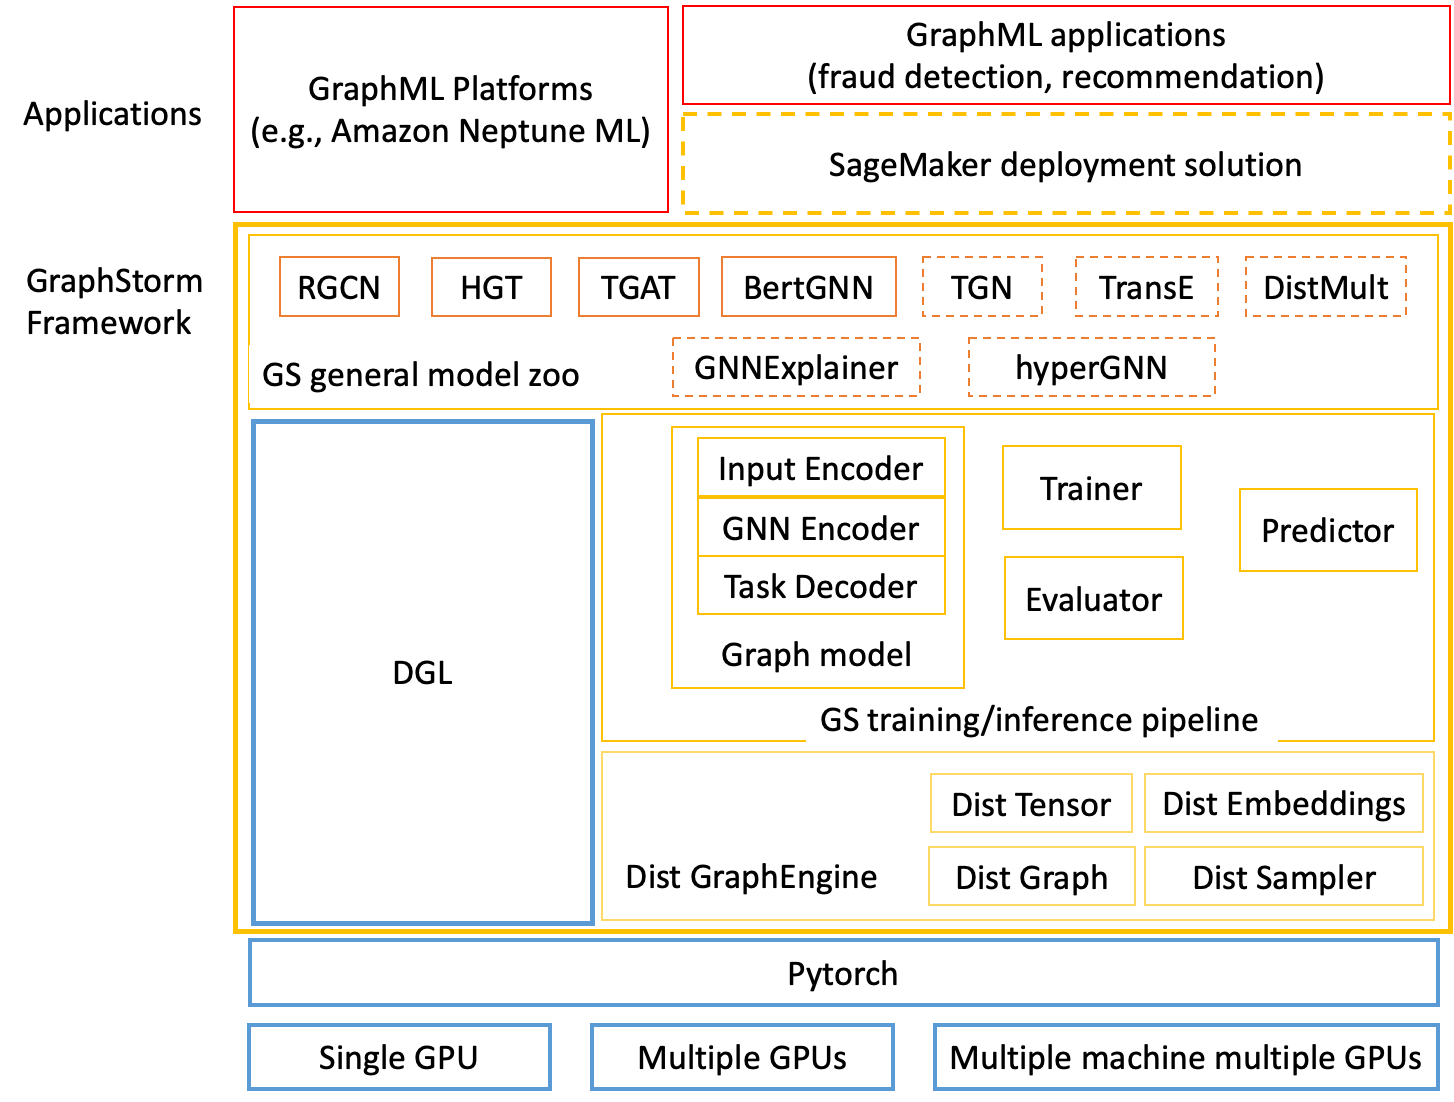 Applications
GraphML Platforms
(e.g., Amazon Neptune ML)
GraphML applications
(fraud detection, recommendation)
SageMaker deployment solution
GraphStorm
Framework
RGCN
HGT
TGAT
BertGNN
TGN
TransE
DistMult
GS general model zoo
GNNExplainer
hyperGNN
DGL
Input Encoder
GNN Encoder
Task Decoder
Graph model
Trainer
Evaluator
Predictor
GS training/inference pipeline
Dist GraphEngine
Dist Tensor
Dist Embeddings
Dist Graph
Dist Sampler
Pytorch
Single GPU
Multiple GPUs
Multiple machine multiple GPUs